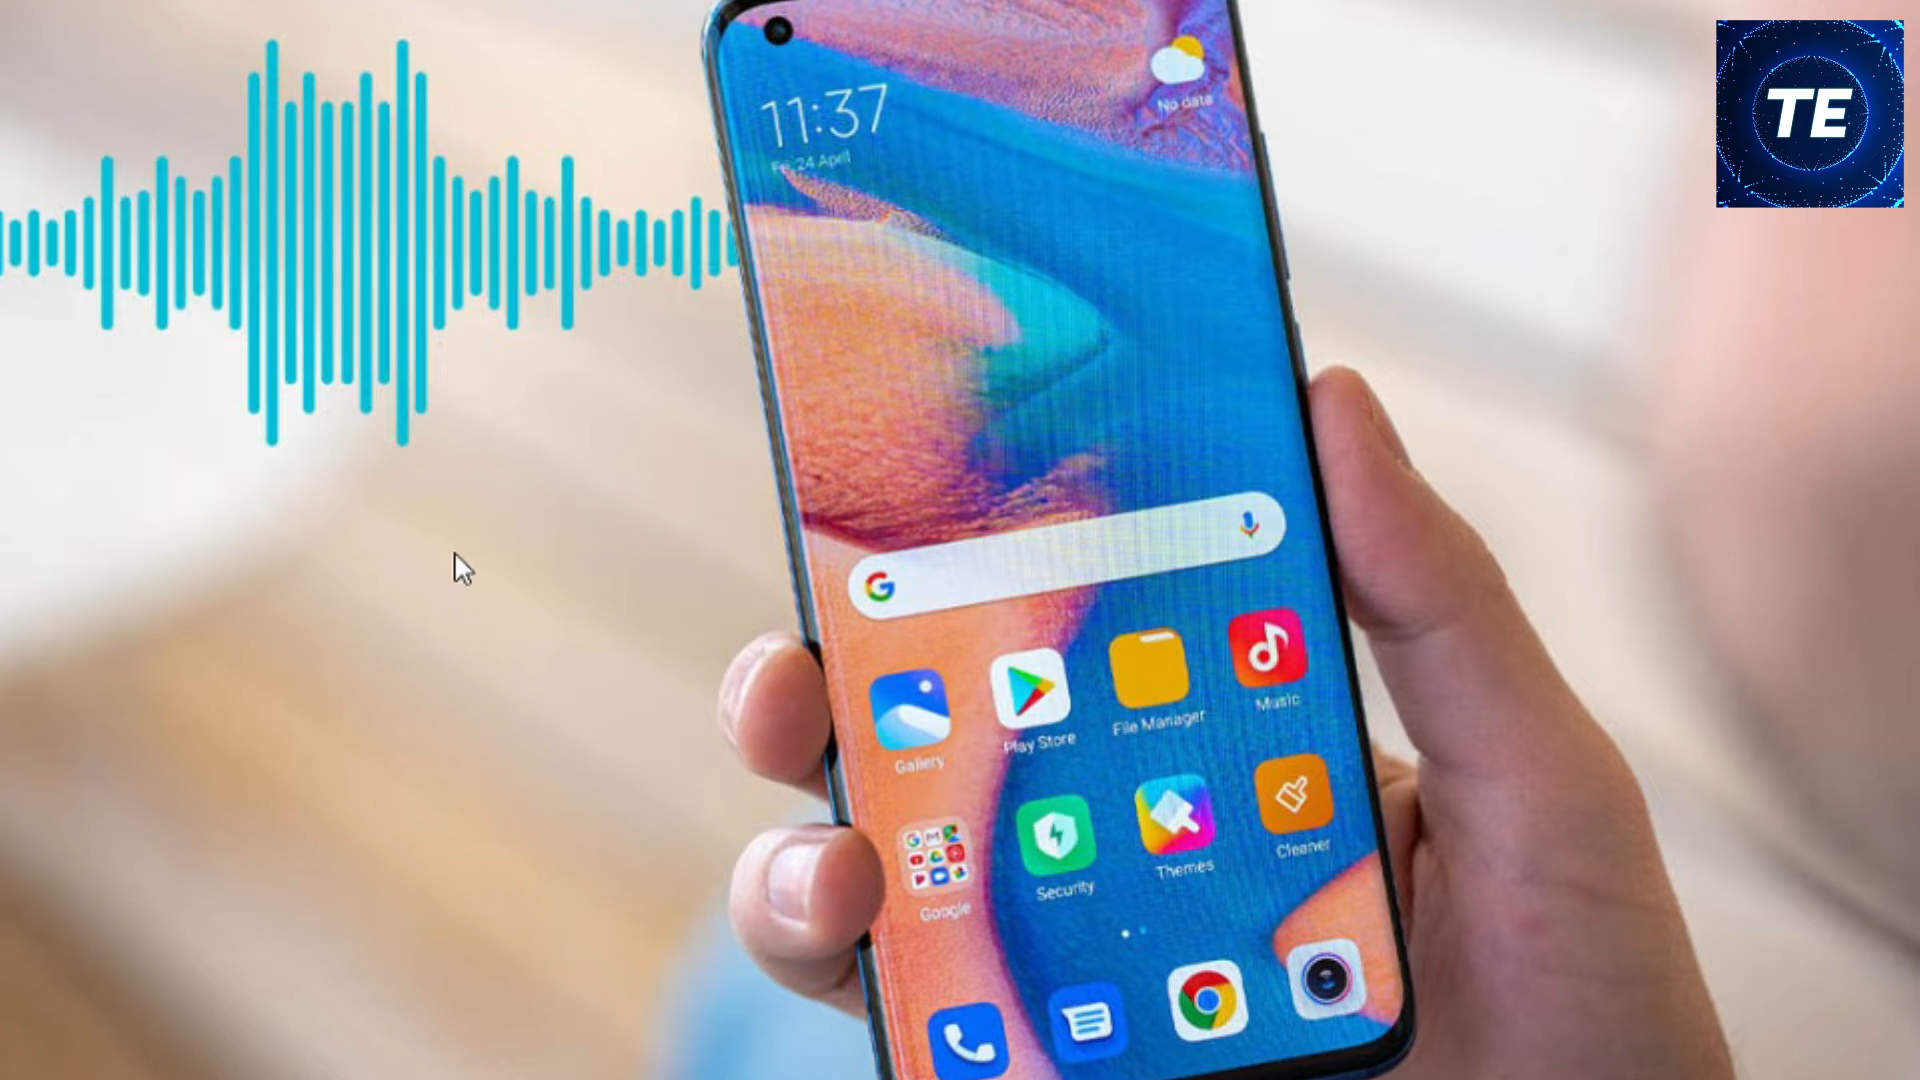 TE
11:37
No data
Fri, 24 April
Gallery
Play Store
File Manager
Music
Google
Security
Themes
Cleaner